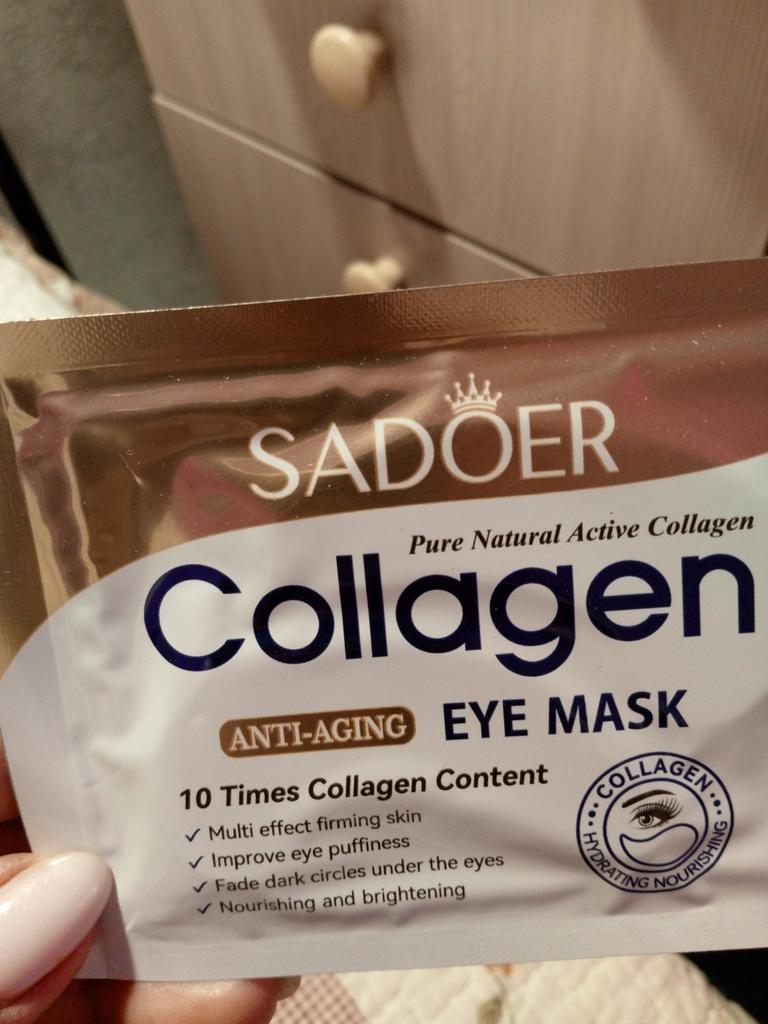 SADOER
Pure Natural Active Collagen
Collagen
ANTI-AGING EYE MASK
10 Times Collagen Content
✓ Multi effect firming skin
✓ Improve eye puffiness
✓ Fade dark circles under the eyes
✓ Nourishing and brightening
COLLAGEN
HYDRATING NOURISHING